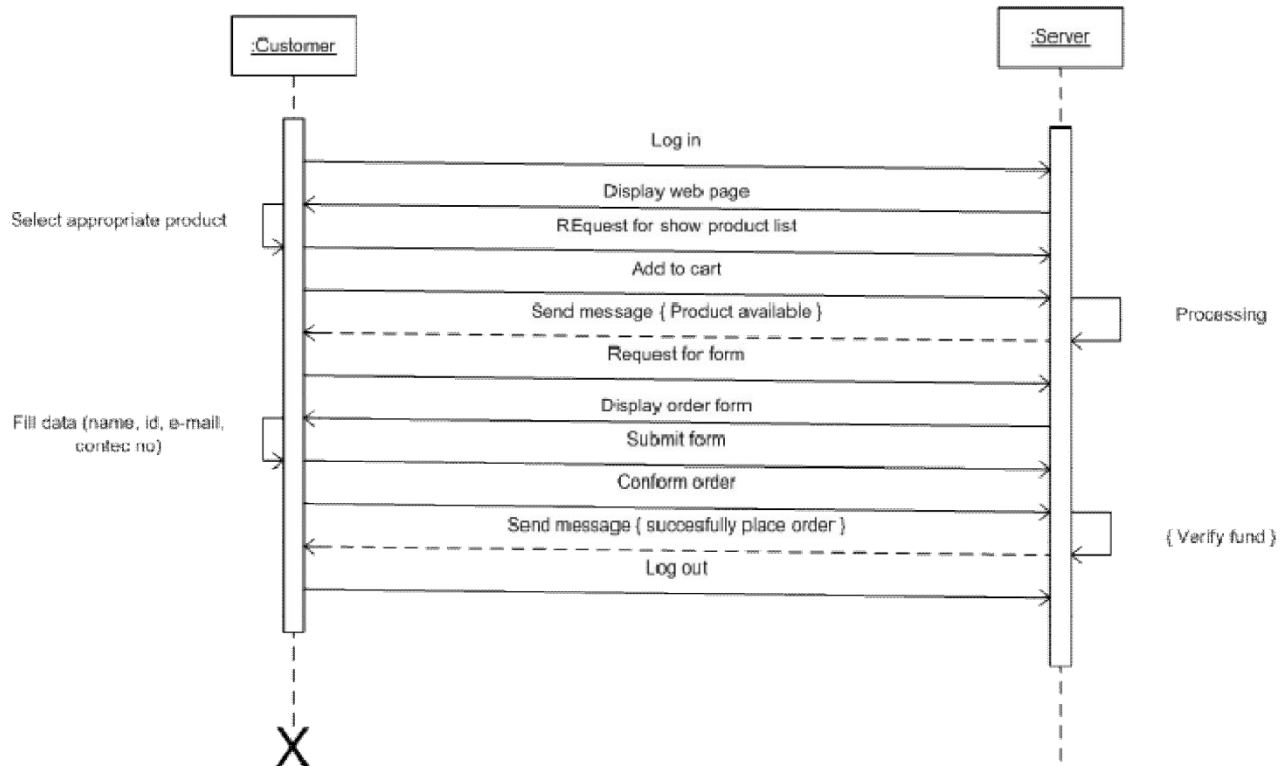 :Customer
:Server
Log in
Display web page
Select appropriate product
REquest for show product list
Add to cart
Send message { Product available }
Processing
Request for form
Display order form
Fill data (name, id, e-mail,
contec no)
Submit form
Conform order
Send message { succesfully place order }
{ Verify fund }
Log out
X